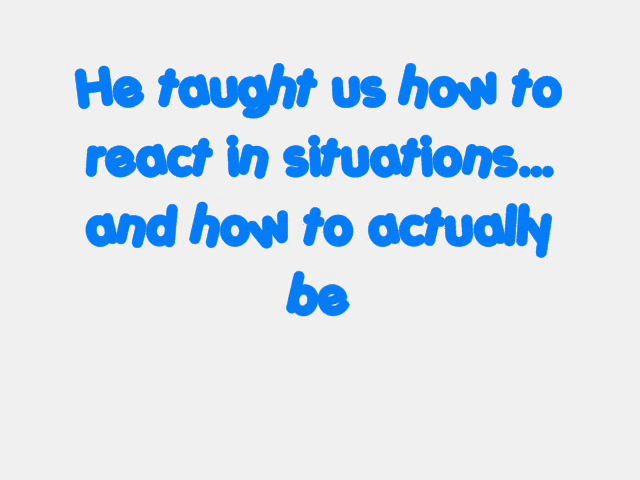 He taught us how to
react in situations...
and how to actually
be